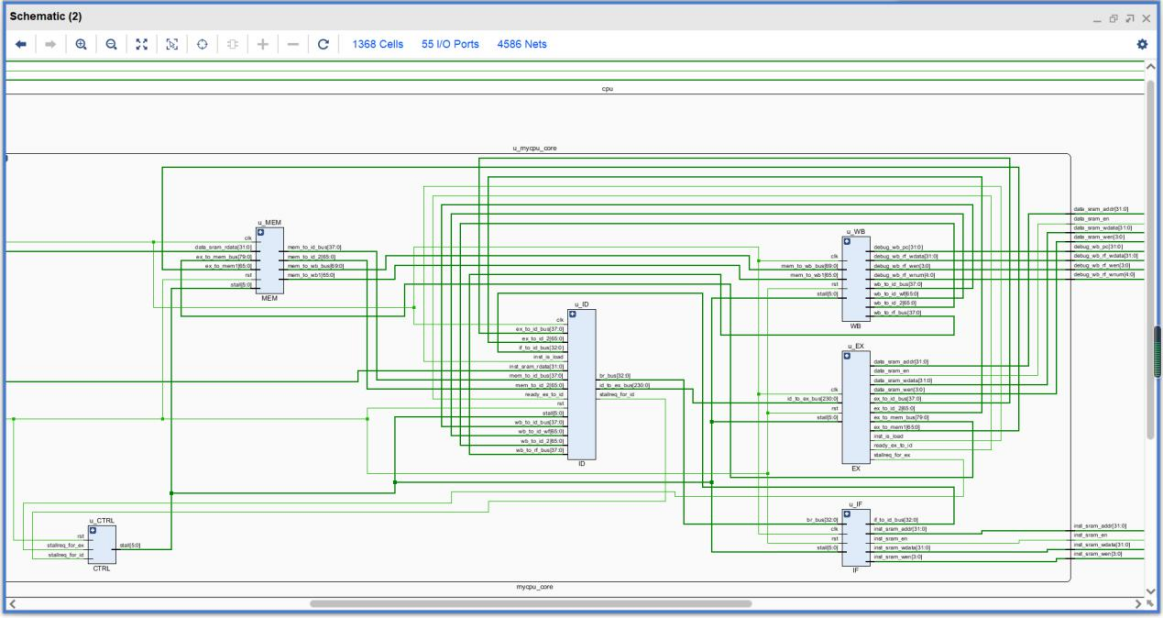 Schematic (2)
1368 Cells 55 I/O Ports 4586 Nets
cpu
u_mycpu_core
u_MEM
clk
data_sram_rdata[31:0]
ex_to_mem_bus[79:0]
ex_to_mem1[65:0]
rst
stall[5:0]
mem_to_id_bus[37:0]
mem_to_id_2[65:0]
mem_to_wb_bus[69:0]
mem_to_wb1[65:0]
MEM
u_ID
clk
ex_to_id_bus[37:0]
ex_to_id_2[65:0]
if_to_id_bus[32:0]
inst_is_load
inst_sram_rdata[31:0]
mem_to_id_bus[37:0]
mem_to_id_2[65:0]
ready_ex_to_id
rst
stall[5:0]
wb_to_id_bus[37:0]
wb_to_id_wf[65:0]
wb_to_id_2[65:0]
wb_to_rf_bus[37:0]
br_bus[32:0]
id_to_ex_bus[230:0]
stallreq_for_id
ID
u_WB
clk
mem_to_wb_bus[69:0]
mem_to_wb1[65:0]
rst
stall[5:0]
debug_wb_pc[31:0]
debug_wb_rf_wdata[31:0]
debug_wb_rf_wen[3:0]
debug_wb_rf_wnum[4:0]
wb_to_id_bus[37:0]
wb_to_id_wf[65:0]
wb_to_id_2[65:0]
wb_to_rf_bus[37:0]
WB
u_EX
clk
id_to_ex_bus[230:0]
rst
stall[5:0]
data_sram_addr[31:0]
data_sram_en
data_sram_wdata[31:0]
data_sram_wen[3:0]
ex_to_id_bus[37:0]
ex_to_id_2[65:0]
ex_to_mem_bus[79:0]
ex_to_mem1[65:0]
inst_is_load
ready_ex_to_id
stallreq_for_ex
EX
u_IF
br_bus[32:0]
clk
rst
stall[5:0]
if_to_id_bus[32:0]
inst_sram_addr[31:0]
inst_sram_en
inst_sram_wdata[31:0]
inst_sram_wen[3:0]
IF
u_CTRL
rst
stallreq_for_ex
stallreq_for_id
stall[5:0]
CTRL
data_sram_addr[31:0]
data_sram_en
data_sram_wdata[31:0]
data_sram_wen[3:0]
debug_wb_pc[31:0]
debug_wb_rf_wdata[31:0]
debug_wb_rf_wen[3:0]
debug_wb_rf_wnum[4:0]
inst_sram_addr[31:0]
inst_sram_en
inst_sram_wdata[31:0]
inst_sram_wen[3:0]
mycpu_core